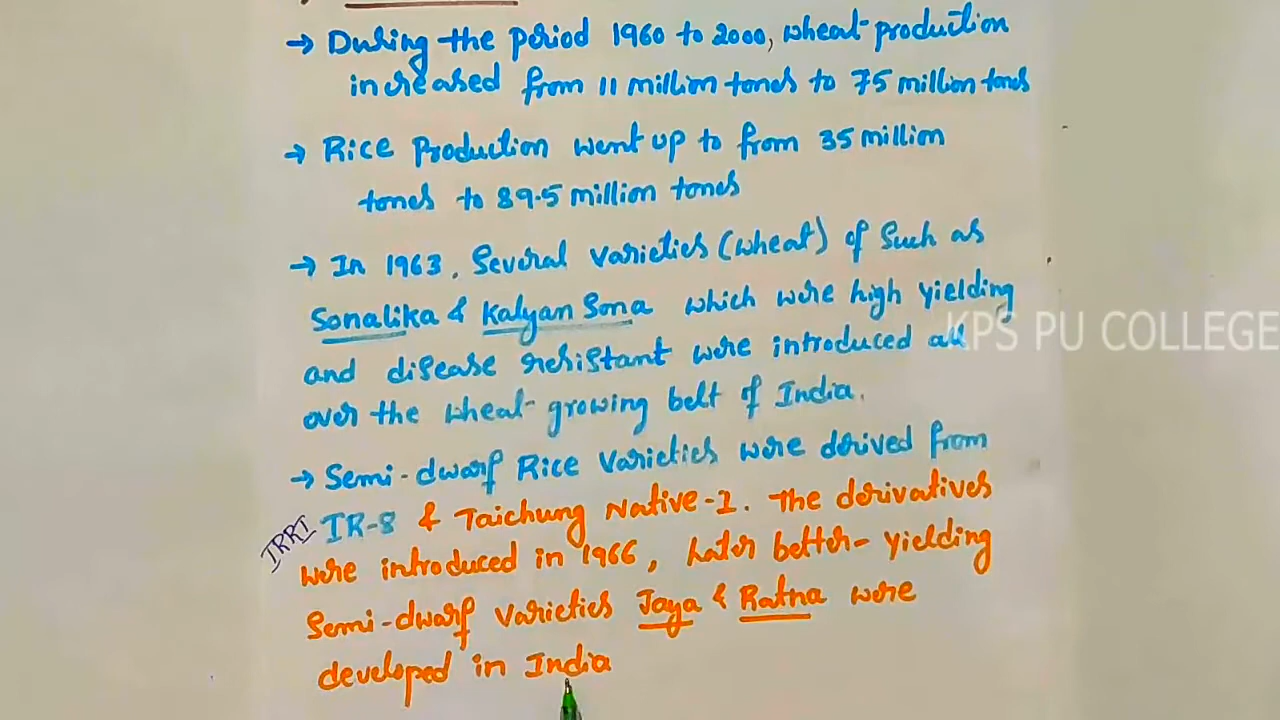 → During the period 1960 to 2000, wheat production
increased from 11 million tones to 75 million tones
→ Rice Production went up to from 35 million
tones to 89.5 million tones
→ In 1963, Several varieties (wheat) of Such as
Sonalika & Kalyan Sona which were high yielding
KPS PU COLLEGE
and disease resistant were introduced all
over the wheat-growing belt of India.
→ Semi-dwarf Rice Varieties were derived from
IRRI IR-8 & Taichung Native-1. The derivatives
were introduced in 1966, Later better-yielding
Semi-dwarf Varieties Jaya & Ratna were
developed in India